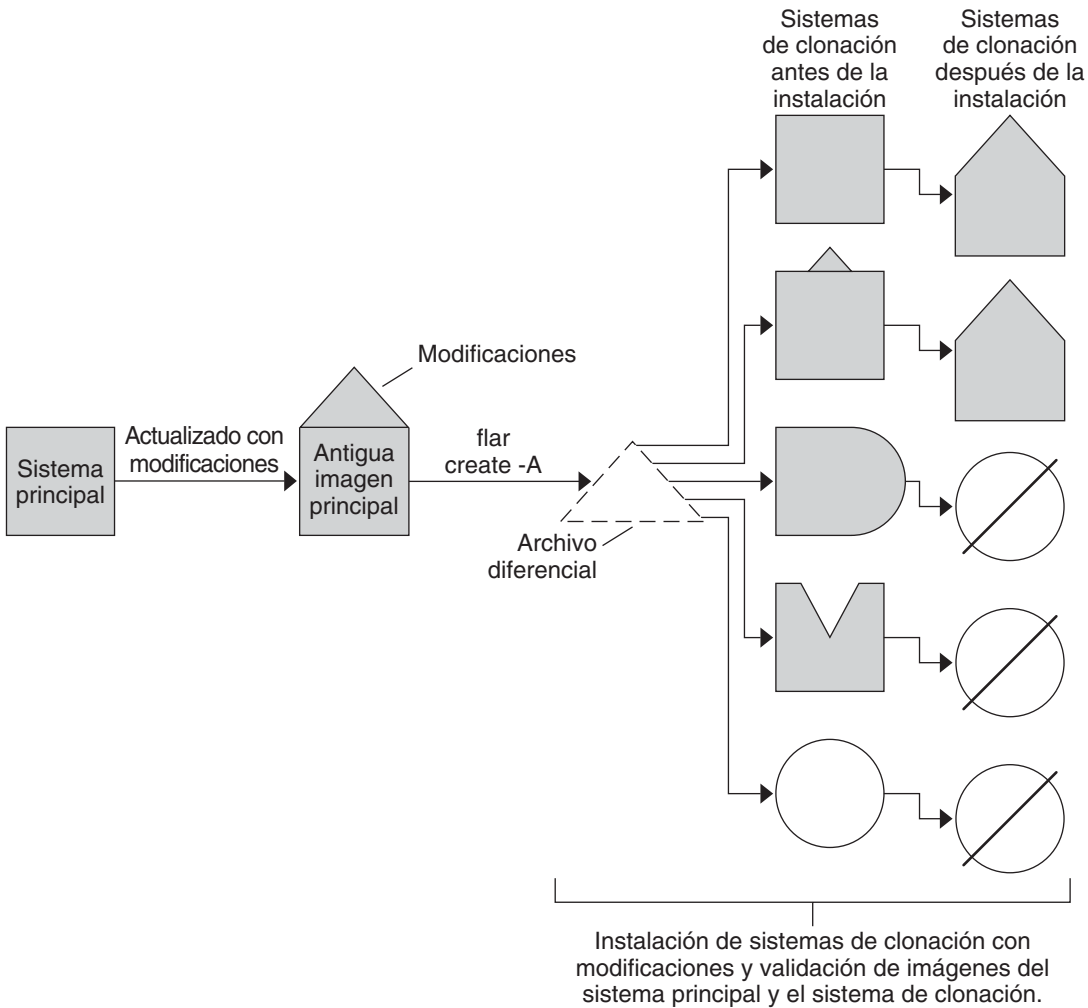 Sistemas
de clonación
antes de la
instalación
Sistemas
de clonación
después de la
instalación
Modificaciones
Sistema
principal
Actualizado con
modificaciones
Antigua
imagen
principal
flar
create -A
Archivo
diferencial
Instalación de sistemas de clonación con
modificaciones y validación de imágenes del
sistema principal y el sistema de clonación.